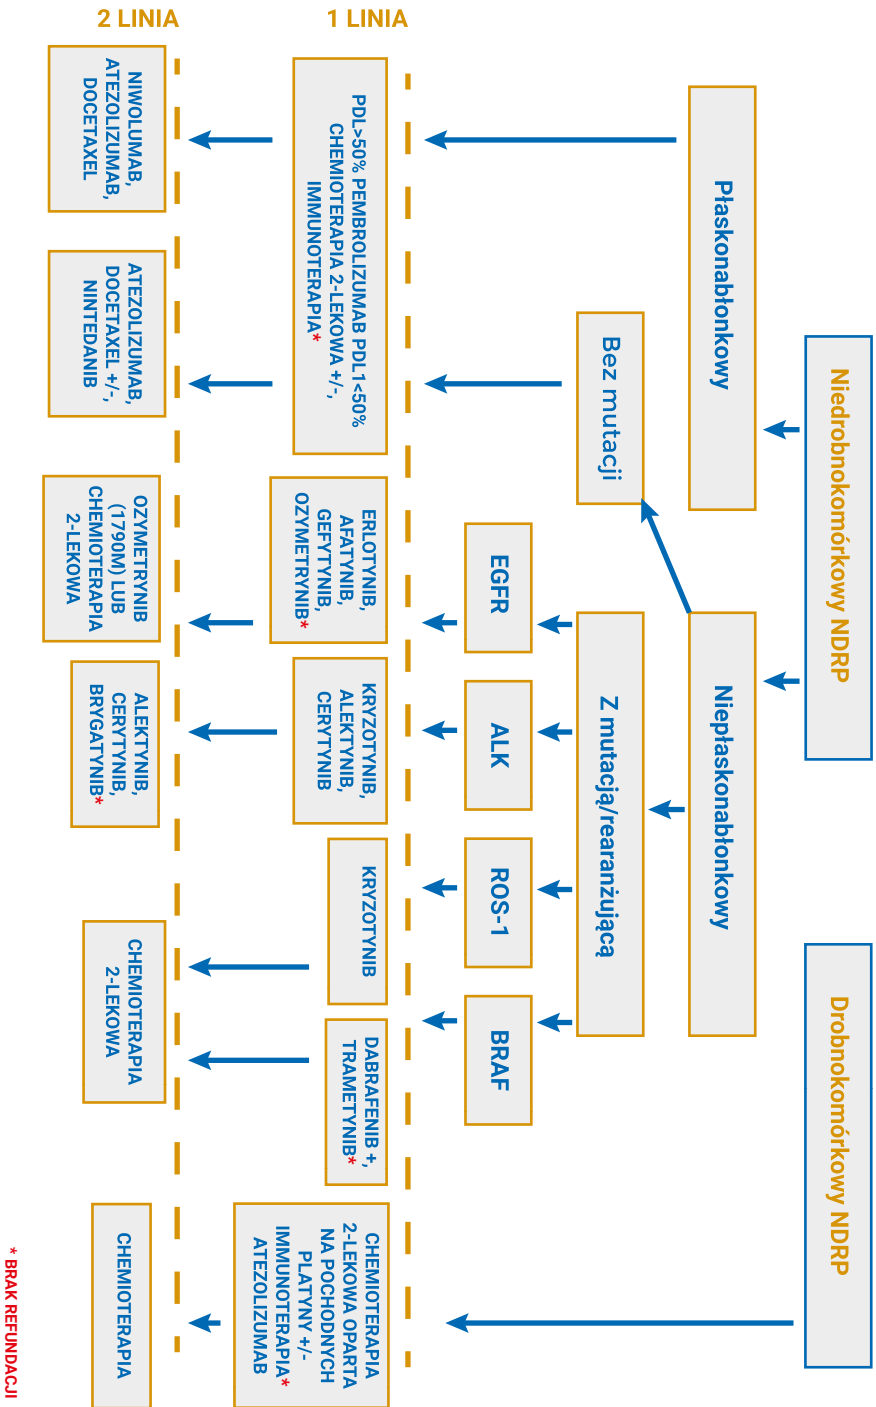 Niedrobnokomórkowy NDRP
Drobnokomórkowy NDRP
Płaskonabłonkowy
Niepłaskonabłonkowy
Bez mutacji
Z mutacją/rearanżującą
EGFR
ALK
ROS-1
BRAF
1 LINIA
PDL>50% PEMBROLIZUMAB PDL1<50%
CHEMIOTERAPIA 2-LEKOWA +/-,
IMMUNOTERAPIA*
ERLOTYNIB,
AFATYNIB,
GEFYTYNIB,
OZYMETRYNIB*
KRYZOTYNIB,
ALEKTYNIB,
CERYTYNIB
KRYZOTYNIB
DABRAFENIB +,
TRAMETYNIB*
CHEMIOTERAPIA
2-LEKOWA OPARTA
NA POCHODNYCH
PLATYNY +/-
IMMUNOTERAPIA*
ATEZOLIZUMAB
2 LINIA
NIWOLUMAB,
ATEZOLIZUMAB,
DOCETAXEL
ATEZOLIZUMAB,
DOCETAXEL +/-,
NINTEDANIB
OZYMETRYNIB
(1790M) LUB
CHEMIOTERAPIA
2-LEKOWA
ALEKTYNIB,
CERYTYNIB,
BRYGATYNIB*
CHEMIOTERAPIA
2-LEKOWA
CHEMIOTERAPIA
* BRAK REFUNDACJI